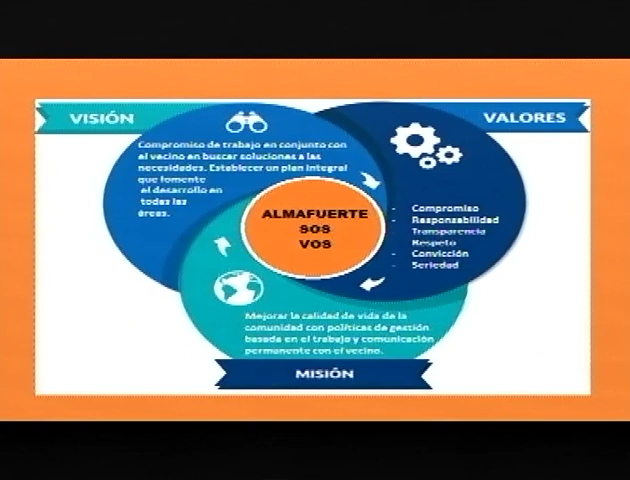 VISIÓN
VALORES
Compromiso de trabajo en conjunto con
el vecino en buscar soluciones a las
necesidades. Establecer un plan integral
que fomente
el desarrollo en
todas las
áreas.
ALMAFUERTE
SOS
VOS
- Compromiso
- Responsabilidad
- Transparencia
- Respeto
- Convicción
- Seriedad
Mejorar la calidad de vida de la
comunidad con políticas de gestión
basada en el trabajo y comunicación
permanente con el vecino.
MISIÓN